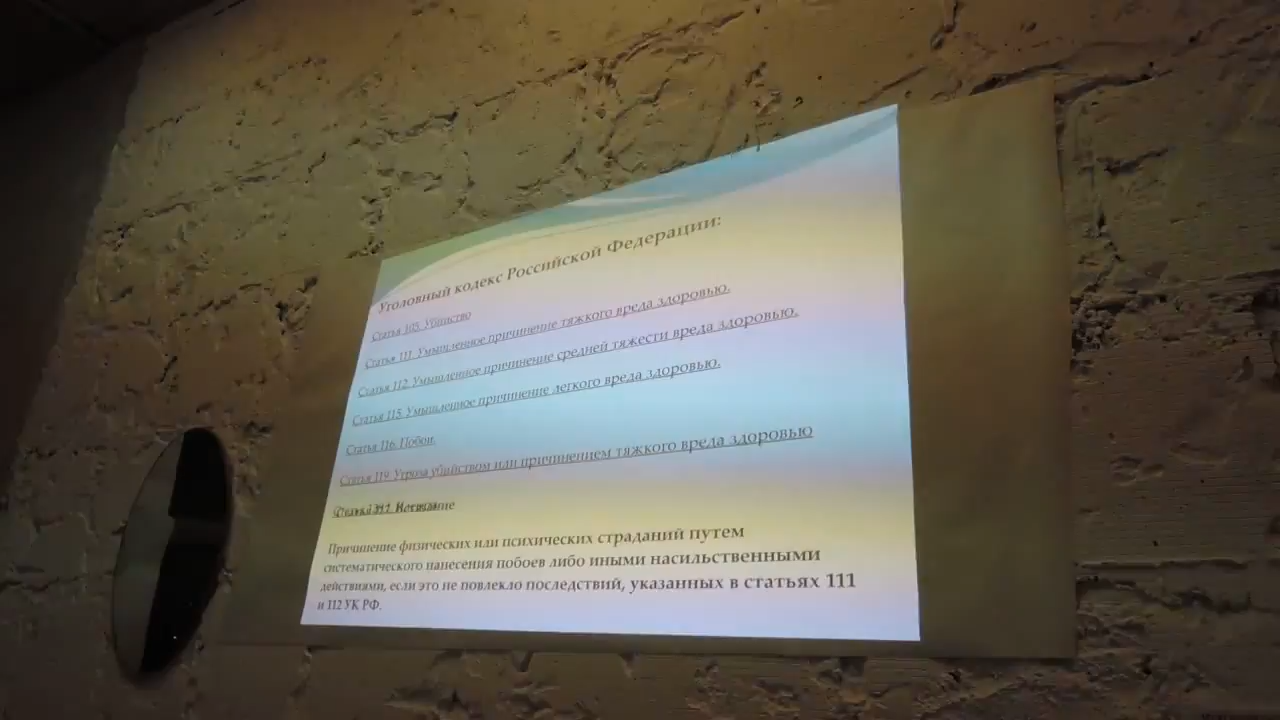 Уголовный кодекс Российской Федерации:
Статья 105. Убийство
Статья 111. Умышленное причинение тяжкого вреда здоровью.
Статья 112. Умышленное причинение средней тяжести вреда здоровью.
Статья 115. Умышленное причинение легкого вреда здоровью.
Статья 116. Побои.
Статья 119. Угроза убийством или причинением тяжкого вреда здоровью
Причинение физических или психических страданий путем
систематического нанесения побоев либо иными насильственными
действиями, если это не повлекло последствий, указанных в статьях 111
и 112 УК РФ.